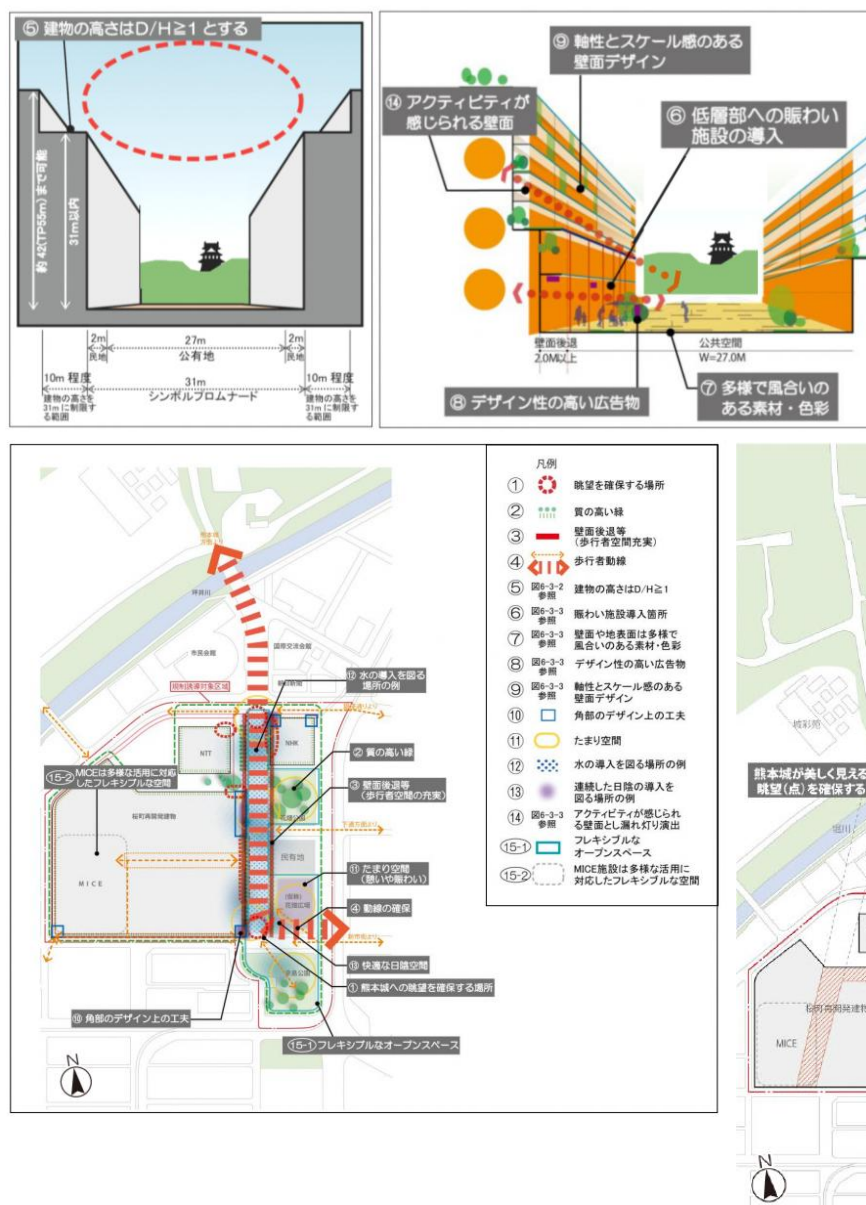 ⑤ 建物の高さはD/H≧1 とする
約42(TP55m)まで可能
31m以内
2m
民地
27m
公有地
2m
民地
10m 程度
建物の高さを
31mに制限す
る範囲
31m
シンボルプロムナード
10m 程度
建物の高さを
31mに制限す
る範囲
⑨ 軸性とスケール感のある
壁面デザイン
⑭ アクティビティが
感じられる壁面
⑥ 低層部への賑わい
施設の導入
壁面後退
2.0M以上
公共空間
W=27.0M
⑧ デザイン性の高い広告物
⑦ 多様で風合いの
ある素材・色彩
坪井川
市民会館
国際交流会館
規制誘導対象区域
⑫ 水の導入を図る
場所の例
NTT
NHK
② 質の高い緑
15-2 MICEは多様な活用に対応
したフレキシブルな空間
③ 壁面後退等
(歩行者空間の充実)
桜町再開発建物
花畑公園
民有地
MICE
⑪ たまり空間
(憩いや賑わい)
(仮称)
花畑広場
④ 動線の確保
⑬ 快適な日陰空間
辛島公園
① 熊本城への眺望を確保する場所
⑩ 角部のデザイン上の工夫
15-1 フレキシブルなオープンスペース
N
凡例
① 眺望を確保する場所
② 質の高い緑
③ 壁面後退等
(歩行者空間充実)
④ 歩行者動線
⑤ 図6-3-2
参照 建物の高さはD/H≧1
⑥ 図6-3-3
参照 賑わい施設導入箇所
⑦ 図6-3-3
参照 壁面や地表面は多様で
風合いのある素材・色彩
⑧ 図6-3-3
参照 デザイン性の高い広告物
⑨ 図6-3-3
参照 軸性とスケール感のある
壁面デザイン
⑩ 角部のデザイン上の工夫
⑪ たまり空間
⑫ 水の導入を図る場所の例
⑬ 連続した日陰の導入を
図る場所の例
⑭ 図6-3-3
参照 アクティビティが感じられ
る壁面とし漏れ灯り演出
15-1 フレキシブルな
オープンスペース
15-2 MICE施設は多様な活用に
対応したフレキシブルな空間
城彩苑
熊本城が美しく見える
眺望(点)を確保する
桜町再開発建物
MICE
N